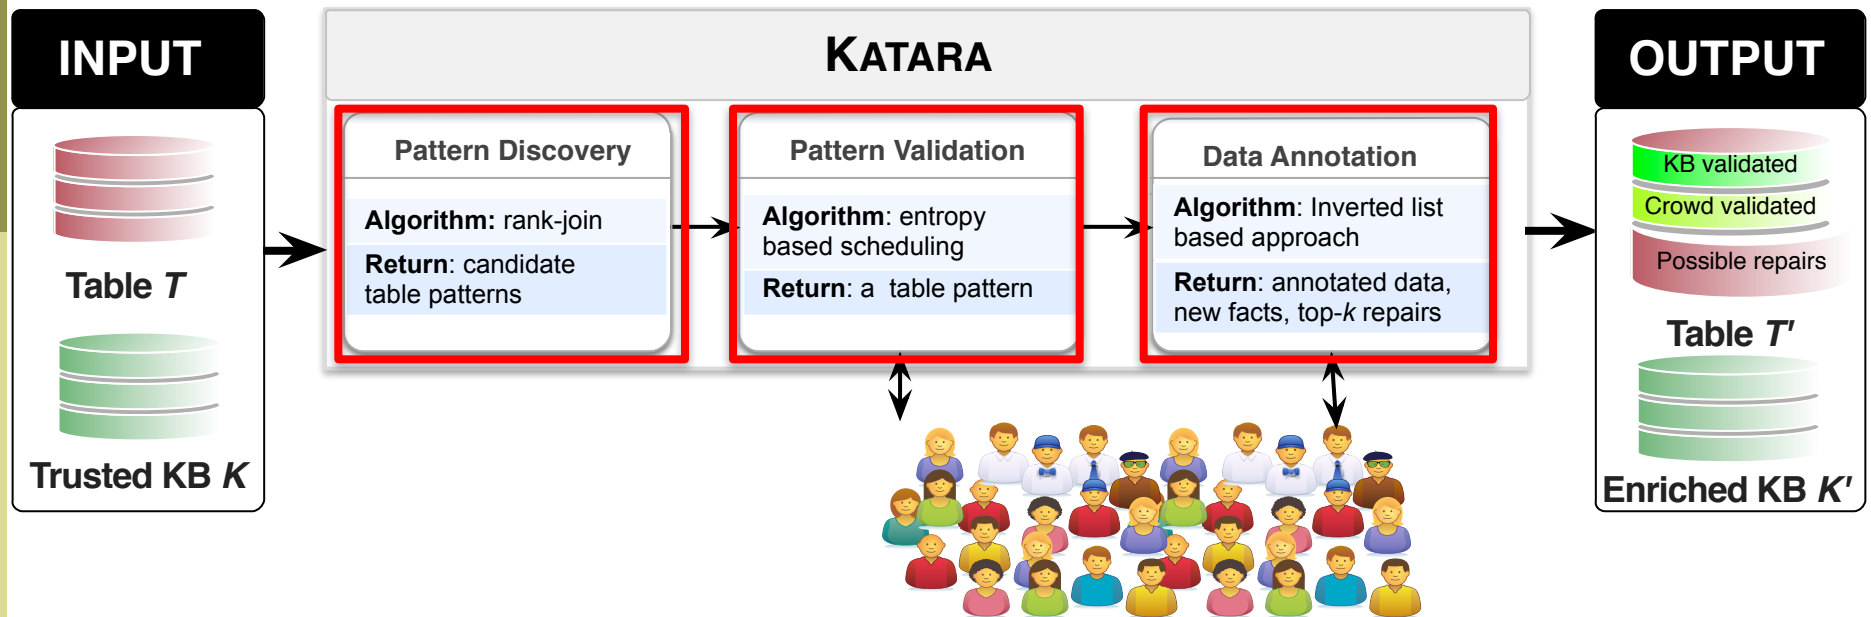 INPUT
Table T
Trusted KB K
KATARA
Pattern Discovery
Algorithm: rank-join
Return: candidate
table patterns
Pattern Validation
Algorithm: entropy
based scheduling
Return: a table pattern
Data Annotation
Algorithm: Inverted list
based approach
Return: annotated data,
new facts, top-k repairs
OUTPUT
KB validated
Crowd validated
Possible repairs
Table T'
Enriched KB K'